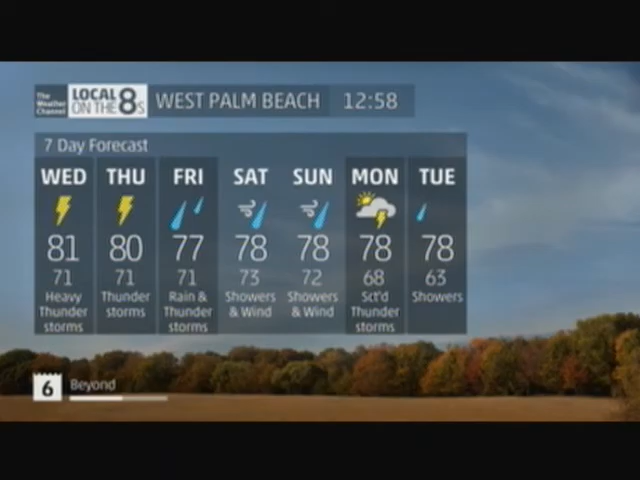 The
Weather
Channel
LOCAL
ON THE 8s
WEST PALM BEACH 12:58
7 Day Forecast
WED THU FRI SAT SUN MON TUE
81 80 77 78 78 78 78
71 71 71 73 72 68 63
Heavy Thunder Rain & Showers Showers Sct'd Showers
Thunder storms Thunder & Wind & Wind Thunder
storms storms storms
6 Beyond